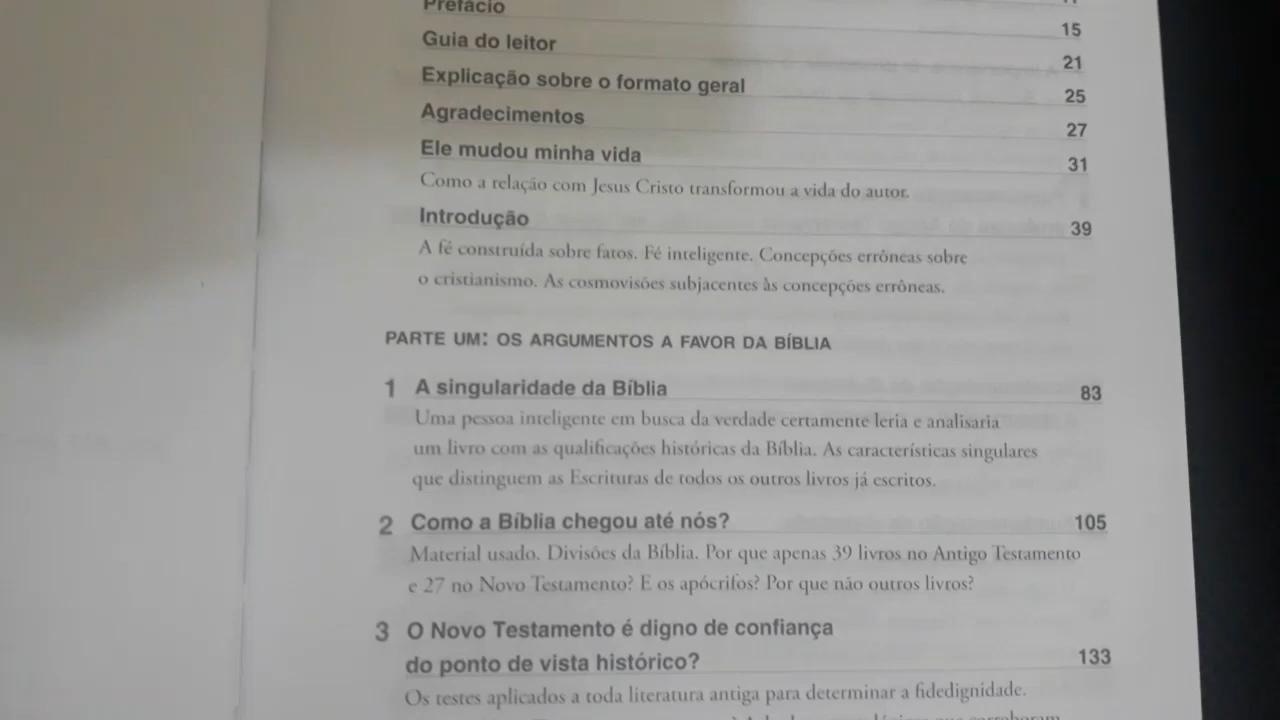 Prefácio 15
Guia do leitor 21
Explicação sobre o formato geral 25
Agradecimentos 27
Ele mudou minha vida 31
Como a relação com Jesus Cristo transformou a vida do autor.
Introdução 39
A fé construída sobre fatos. Fé inteligente. Concepções errôneas sobre
o cristianismo. As cosmovisões subjacentes às concepções errôneas.
PARTE UM: OS ARGUMENTOS A FAVOR DA BÍBLIA
1 A singularidade da Bíblia 83
Uma pessoa inteligente em busca da verdade certamente leria e analisaria
um livro com as qualificações históricas da Bíblia. As características singulares
que distinguem as Escrituras de todos os outros livros já escritos.
2 Como a Bíblia chegou até nós? 105
Material usado. Divisões da Bíblia. Por que apenas 39 livros no Antigo Testamento
e 27 no Novo Testamento? E os apócrifos? Por que não outros livros?
3 O Novo Testamento é digno de confiança
do ponto de vista histórico? 133
Os testes aplicados a toda literatura antiga para determinar a fidedignidade.